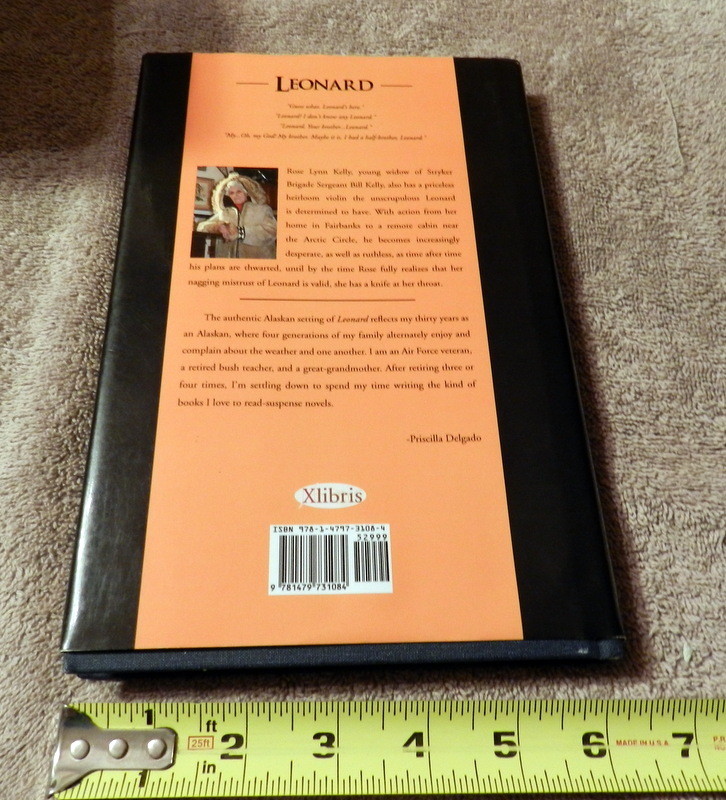 LEONARD
"Guess what. Leonard's here."
"Leonard? I don't know any Leonard."
"Leonard. Your brother...Leonard."
"My...Oh, my God! My brother. Maybe it is. I had a half-brother, Leonard."
Rose Lynn Kelly, young widow of Stryker
Brigade Sergeant Bill Kelly, also has a priceless
heirloom violin the unscrupulous Leonard
is determined to have. With action from her
home in Fairbanks to a remote cabin near
the Arctic Circle, he becomes increasingly
desperate, as well as ruthless, as time after time
his plans are thwarted, until by the time Rose fully realizes that her
nagging mistrust of Leonard is valid, she has a knife at her throat.
The authentic Alaskan setting of Leonard reflects my thirty years as
an Alaskan, where four generations of my family alternately enjoy and
complain about the weather and one another. I am an Air Force veteran,
a retired bush teacher, and a great-grandmother. After retiring three or
four times, I'm settling down to spend my time writing the kind of
books I love to read-suspense novels.
-Priscilla Delgado
Xlibris
ISBN 978-1-4797-3108-4
52999
9 781479 731084
1 ft 2 3 4 5 6 7
25ft MADE IN U.S.A. P.R.
1 in